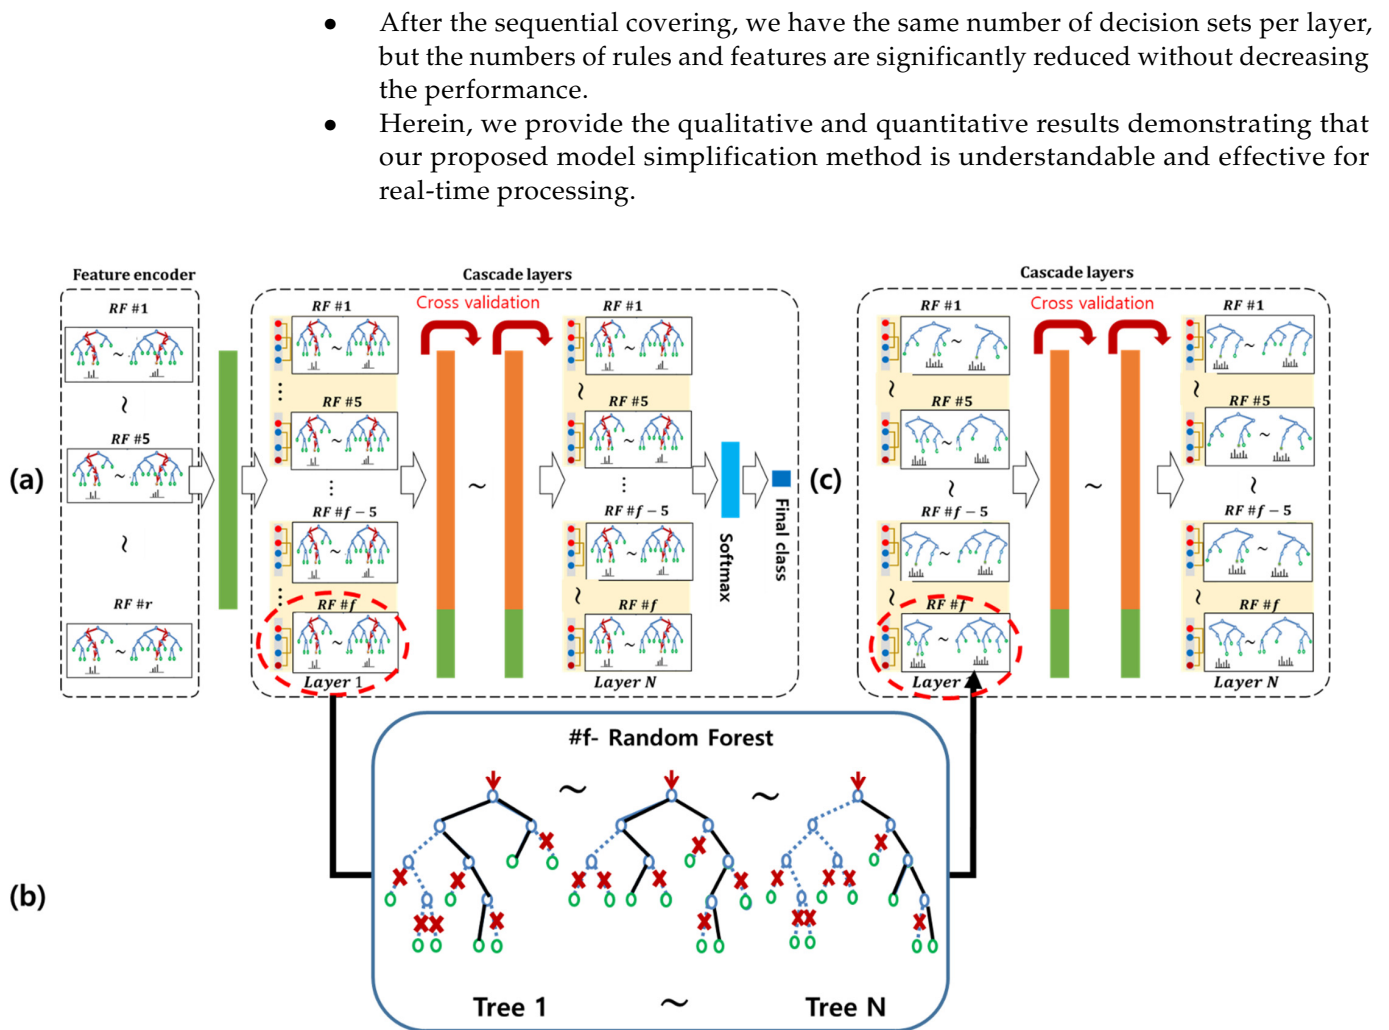 • After the sequential covering, we have the same number of decision sets per layer,
but the numbers of rules and features are significantly reduced without decreasing
the performance.
• Herein, we provide the qualitative and quantitative results demonstrating that
our proposed model simplification method is understandable and effective for
real-time processing.
(a)
Feature encoder
RF #1
~
~
RF #5
~
~
RF #r
~
Cascade layers
RF #1
~
...
RF #5
~
...
RF #f − 5
~
...
RF #f
~
Layer 1
Cross validation
~
RF #1
~
~
RF #5
~
...
RF #f − 5
~
~
RF #f
~
Layer N
Softmax
Final class
(c)
Cascade layers
RF #1
~
~
RF #5
~
~
RF #f − 5
~
~
RF #f
~
Layer
Cross validation
~
RF #1
~
~
RF #5
~
~
RF #f − 5
~
~
RF #f
~
Layer N
(b)
#f- Random Forest
~ ~
Tree 1 ~ Tree N